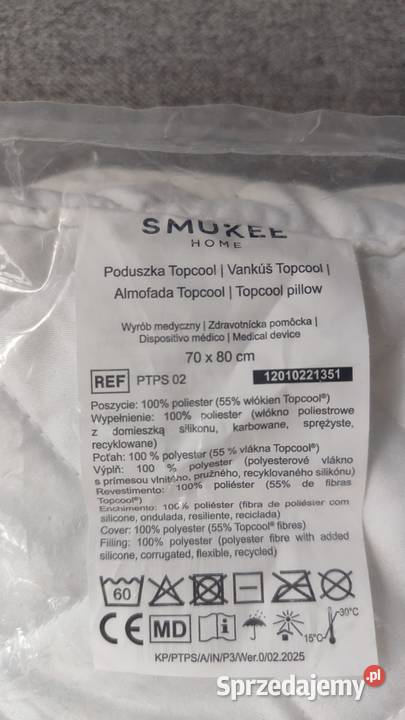 SMUKEE
HOME
Poduszka Topcool | Vankúš Topcool |
Almofada Topcool | Topcool pillow
Wyrób medyczny | Zdravotnícka pomôcka |
Dispositivo médico | Medical device
70 x 80 cm
REF PTPS 02 12010221351
Poszycie: 100% poliester (55% włókien Topcool®)
Wypełnienie: 100% poliester (włókno poliestrowe
z domieszką silikonu, karbowane, sprężyste,
recyklowane)
Poťah: 100 % polyester (55 % vlákna Topcool®)
Výplň: 100 % polyester (polyesterové vlákno
s prímesou vlnitého, pružného, recyklovaného silikónu)
Revestimento: 100% poliéster (55% de fibras
Topcool®)
Enchimento: 100% poliéster (fibra de poliéster com
silicone, ondulada, resiliente, reciclada)
Cover: 100% polyester (55% Topcool® fibres)
Filling: 100% polyester (polyester fibre with added
silicone, corrugated, flexible, recycled)
60
CE MD i 15°C 30°C
KP/PTPS/A/IN/P3/Wer.0/02.2025
Sprzedajemy.pl